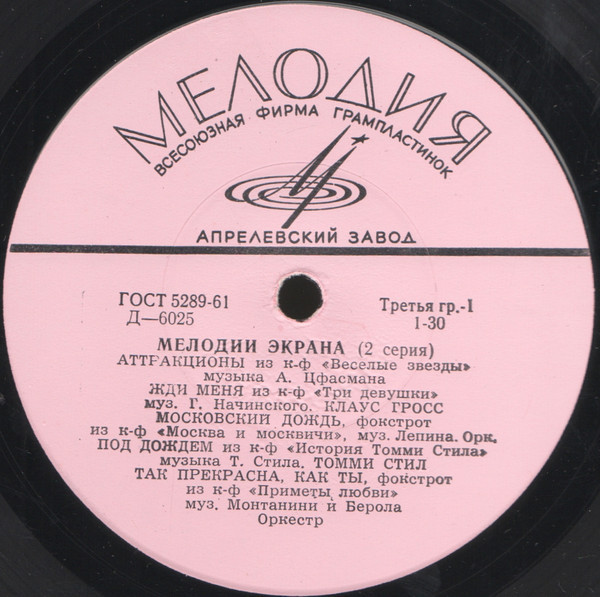 МЕЛОДИЯ
ВСЕСОЮЗНАЯ ФИРМА ГРАМПЛАСТИНОК
АПРЕЛЕВСКИЙ ЗАВОД
ГОСТ 5289-61 Третья гр.-1
Д—6025 1-30
МЕЛОДИИ ЭКРАНА (2 серия)
АТТРАКЦИОНЫ из к-ф «Веселые звезды»
музыка А. Цфасмана
ЖДИ МЕНЯ из к-ф «Три девушки»
муз. Г. Начинского. КЛАУС ГРОСС
МОСКОВСКИЙ ДОЖДЬ, фокстрот
из к-ф «Москва и москвичи», муз. Лепина. Орк.
ПОД ДОЖДЕМ из к-ф «История Томми Стила»
музыка Т. Стила. ТОММИ СТИЛ
ТАК ПРЕКРАСНА, КАК ТЫ, фокстрот
из к-ф «Приметы любви»
муз. Монтанини и Берола
Оркестр